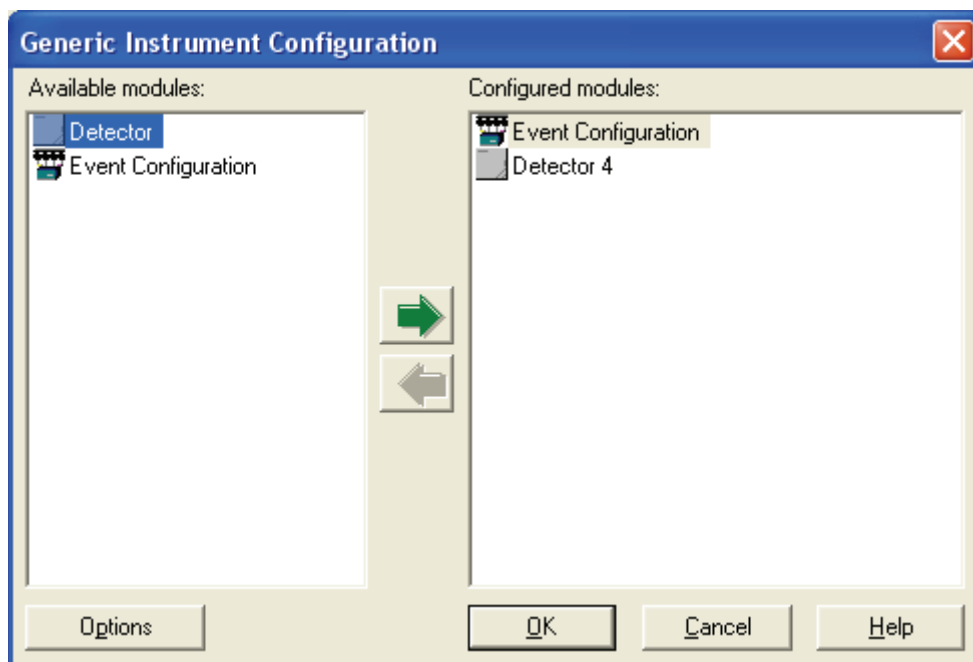 Generic Instrument Configuration
Available modules:
Configured modules:
Detector
Event Configuration
Event Configuration
Detector 4
Options
OK
Cancel
Help